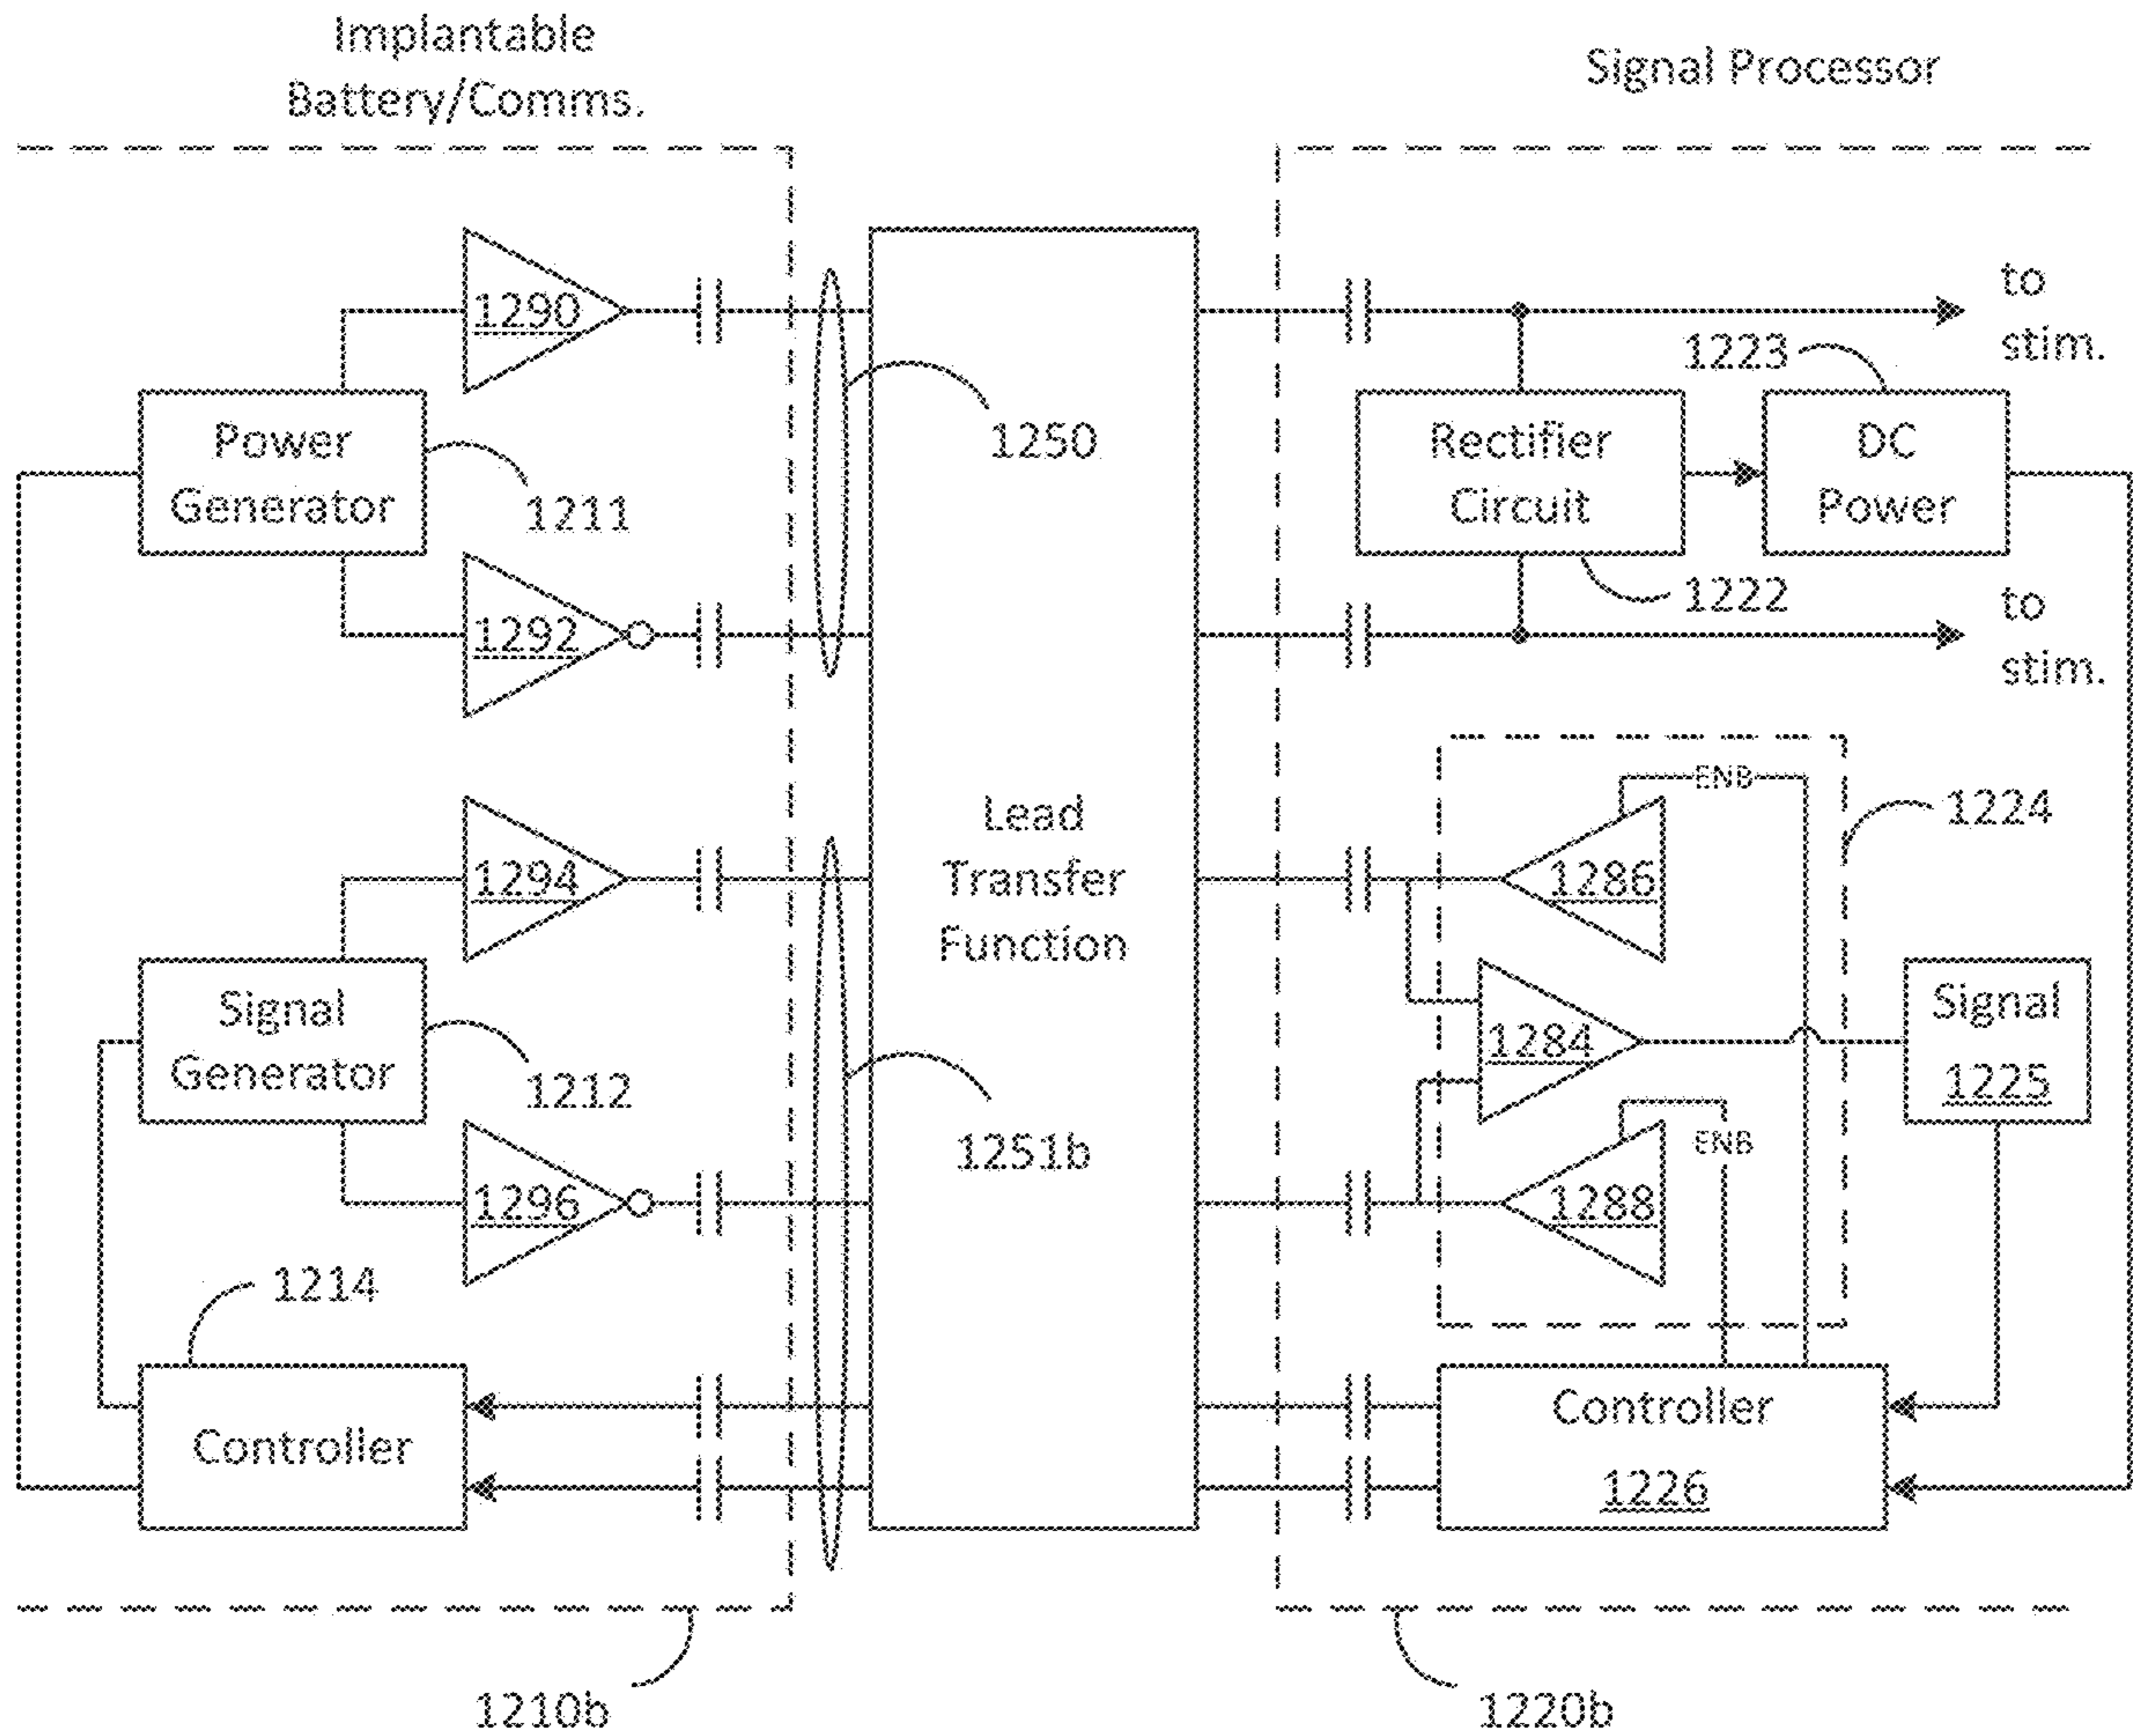 Implantable
Battery/Comms.
Signal Processor
1290
to
stim.
1223
Power
Generator
1211
1250
Rectifier
Circuit
DC
Power
1292
1222
to
stim.
ENB
1224
1294
Lead
Transfer
Function
1286
Signal
Generator
1212
1284
Signal
1225
1251b
ENB
1296
1288
1214
Controller
Controller
1226
1210b
1220b